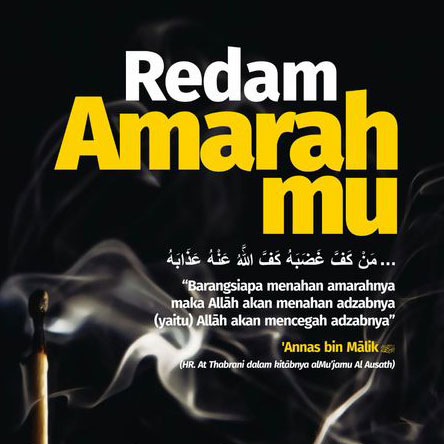 Redam
Amarah
mu
... مَنْ كَفَّ غَضَبَهُ كَفَّ اللَّهُ عَنْهُ عَذَابَهُ
“Barangsiapa menahan amarahnya
maka Allāh akan menahan adzabnya
(yaitu) Allāh akan mencegah adzabnya”
'Annas bin Mālik
(HR. At Thabrani dalam kitābnya alMu’jamu Al Ausath)